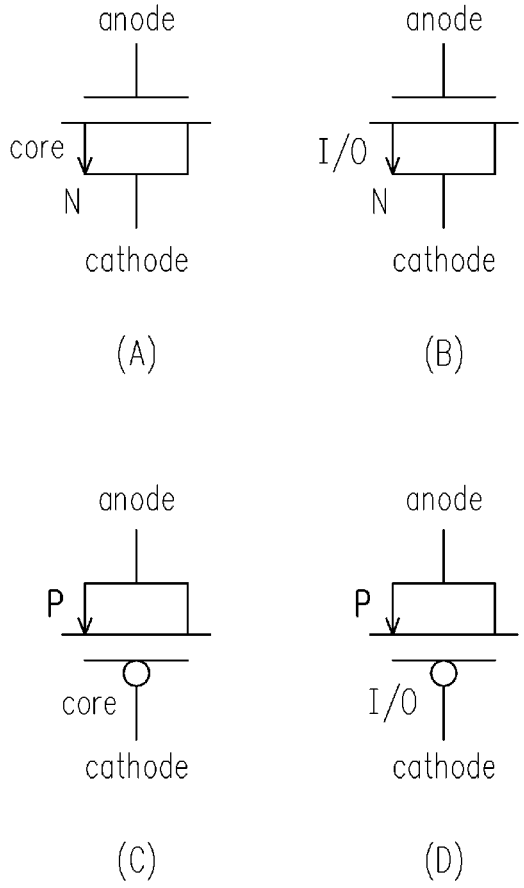 anode anode
core I/O
N N
cathode cathode
(A) (B)
anode anode
P P
core I/O
cathode cathode
(C) (D)